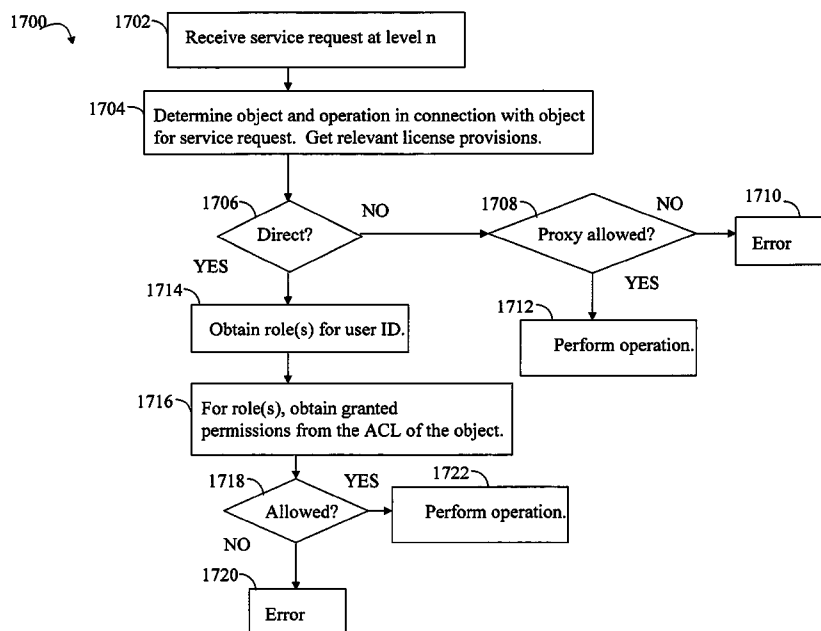 1700
1702
Receive service request at level n
1704
Determine object and operation in connection with object
for service request. Get relevant license provisions.
1706
Direct?
NO
YES
1708
Proxy allowed?
NO
YES
1710
Error
1712
Perform operation.
1714
Obtain role(s) for user ID.
1716
For role(s), obtain granted
permissions from the ACL of the object.
1718
Allowed?
YES
NO
1722
Perform operation.
1720
Error